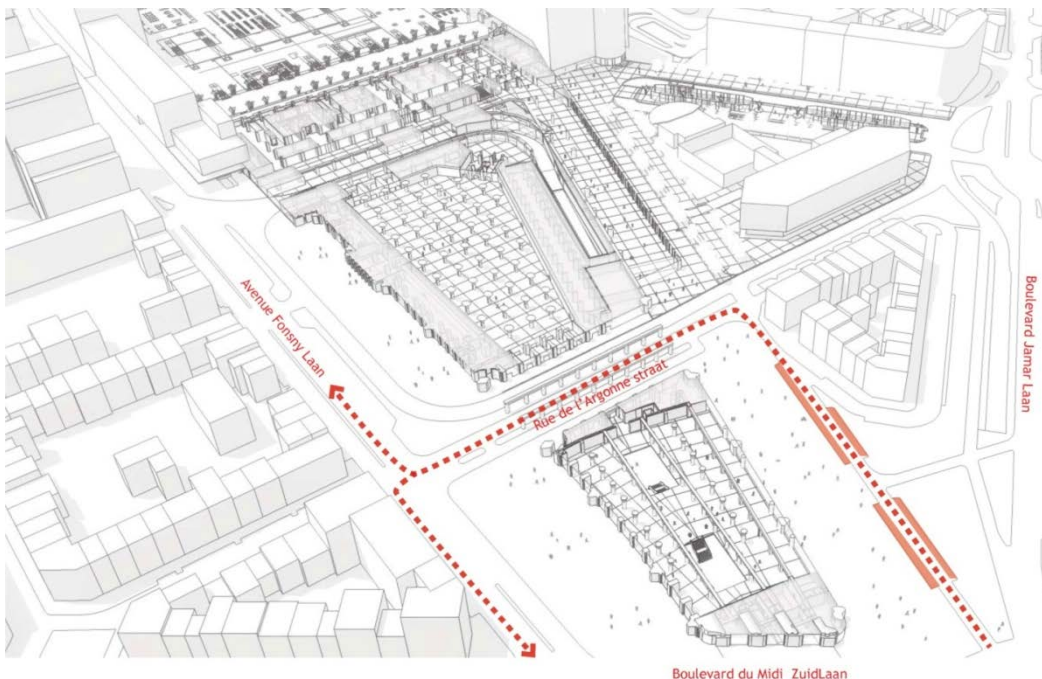 Avenue Fonsny Laan
Rue de l'Argonne straat
Boulevard Jamar Laan
Boulevard du Midi ZuidLaan